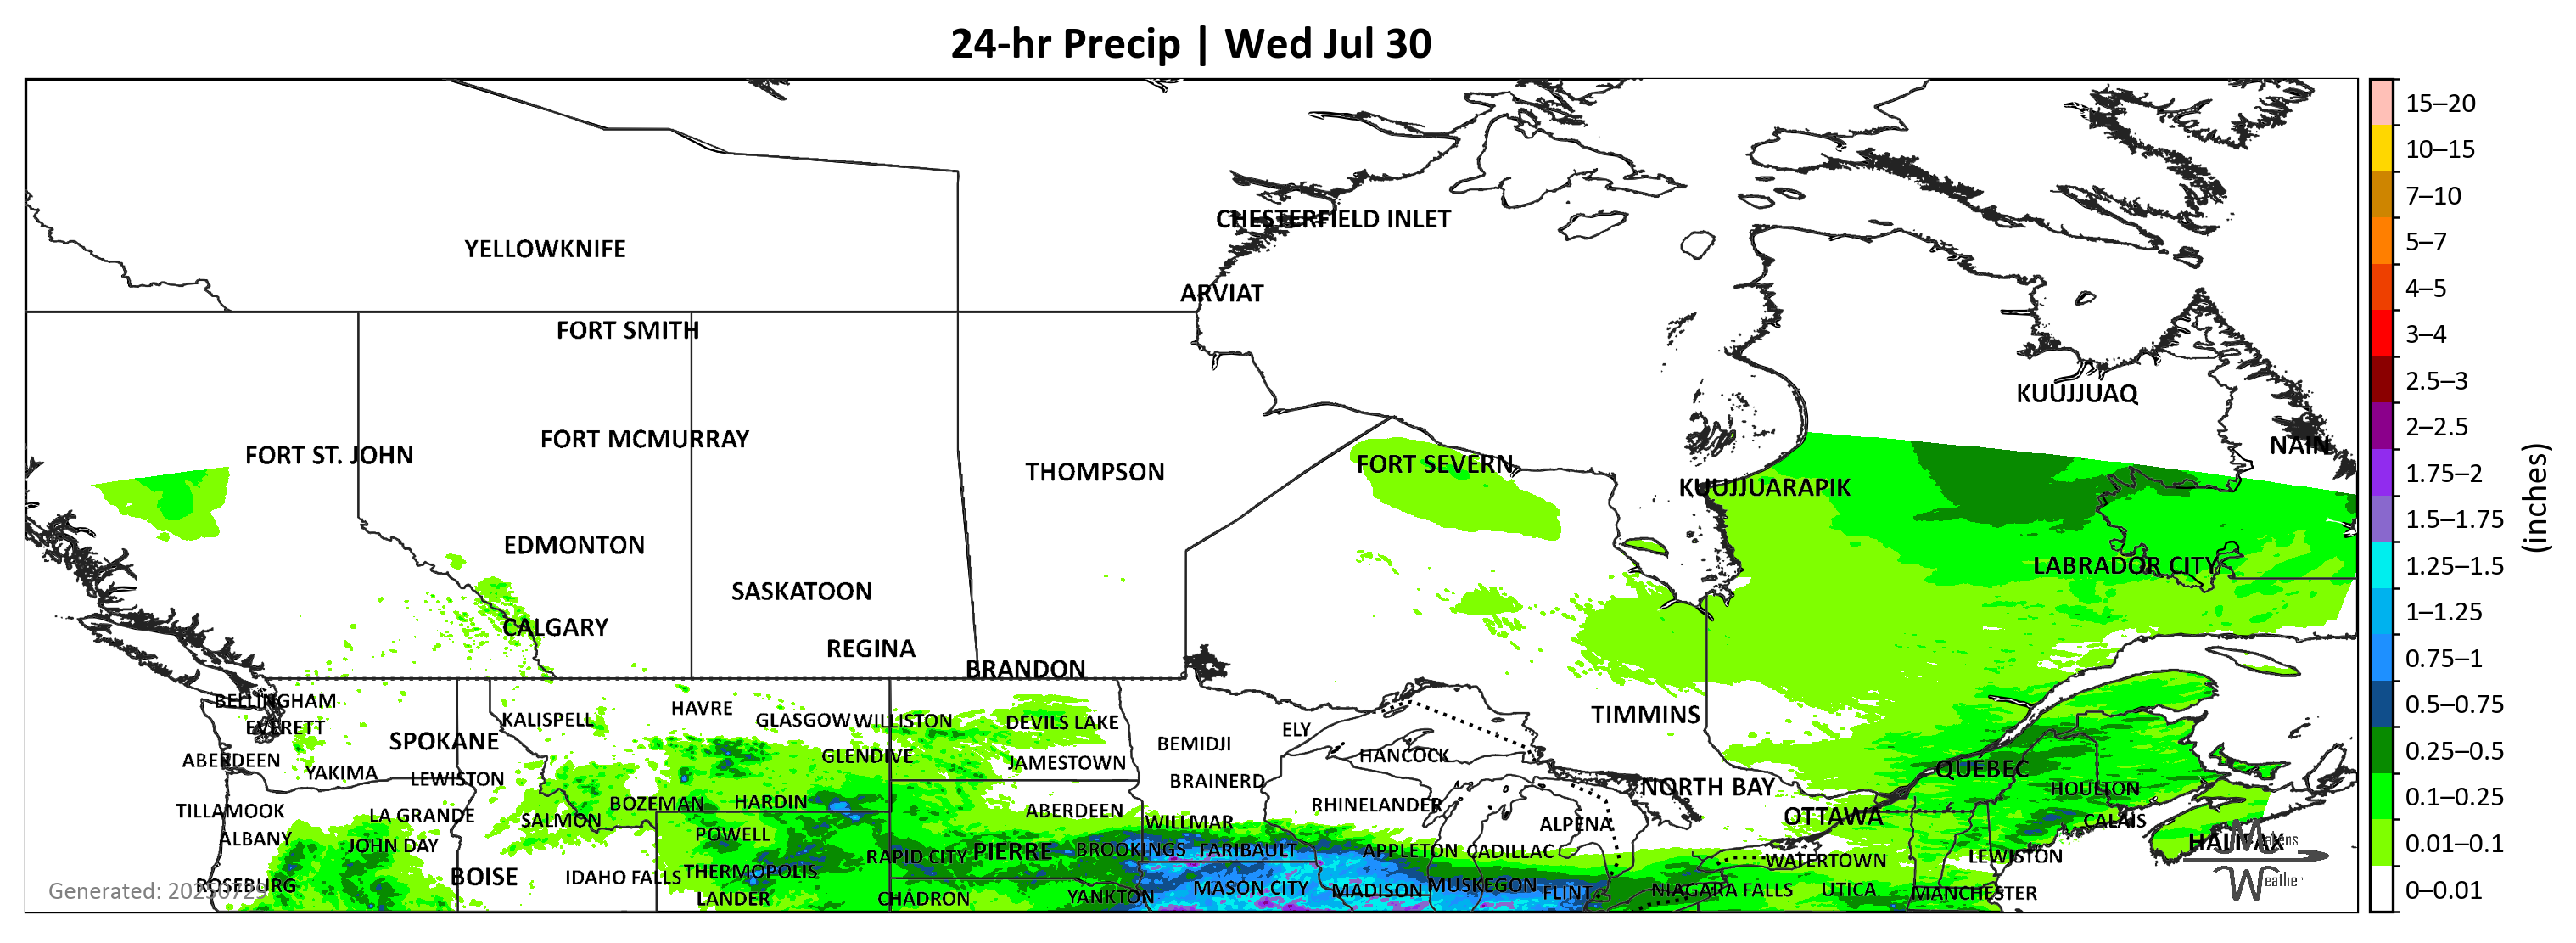 24-hr Precip | Wed Jul 30
15–20
10–15
7–10
5–7
4–5
3–4
2.5–3
2–2.5
1.75–2
1.5–1.75
1.25–1.5
1–1.25
0.75–1
0.5–0.75
0.25–0.5
0.1–0.25
0.01–0.1
0–0.01
(inches)
CHESTERFIELD INLET
YELLOWKNIFE
ARVIAT
FORT SMITH
KUUJJUAQ
FORT MCMURRAY
NAIN
FORT ST. JOHN
FORT SEVERN
THOMPSON
KUUJJUARAPIK
EDMONTON
LABRADOR CITY
SASKATOON
CALGARY
REGINA
BRANDON
BELLINGHAM
HAVRE
TIMMINS
KALISPELL
GLASGOW
WILLISTON
DEVILS LAKE
EVERETT
ELY
SPOKANE
BEMIDJI
HANCOCK
GLENDIVE
ABERDEEN
JAMESTOWN
QUEBEC
YAKIMA
LEWISTON
BRAINERD
NORTH BAY
HOULTON
BOZEMAN
HARDIN
RHINELANDER
TILLAMOOK
LA GRANDE
ABERDEEN
OTTAWA
SALMON
WILLMAR
ALPENA
CALAIS
POWELL
ALBANY
HALIFAX
JOHN DAY
RAPID CITY
PIERRE
BROOKINGS
FARIBAULT
APPLETON
CADILLAC
WATERTOWN
LEWISTON
BOISE
IDAHO FALLS
THERMOPOLIS
ROSEBURG
MASON CITY
MADISON
MUSKEGON
FLINT
NIAGARA FALLS
UTICA
MANCHESTER
LANDER
CHADRON
YANKTON
Generated: 20250729
Weather